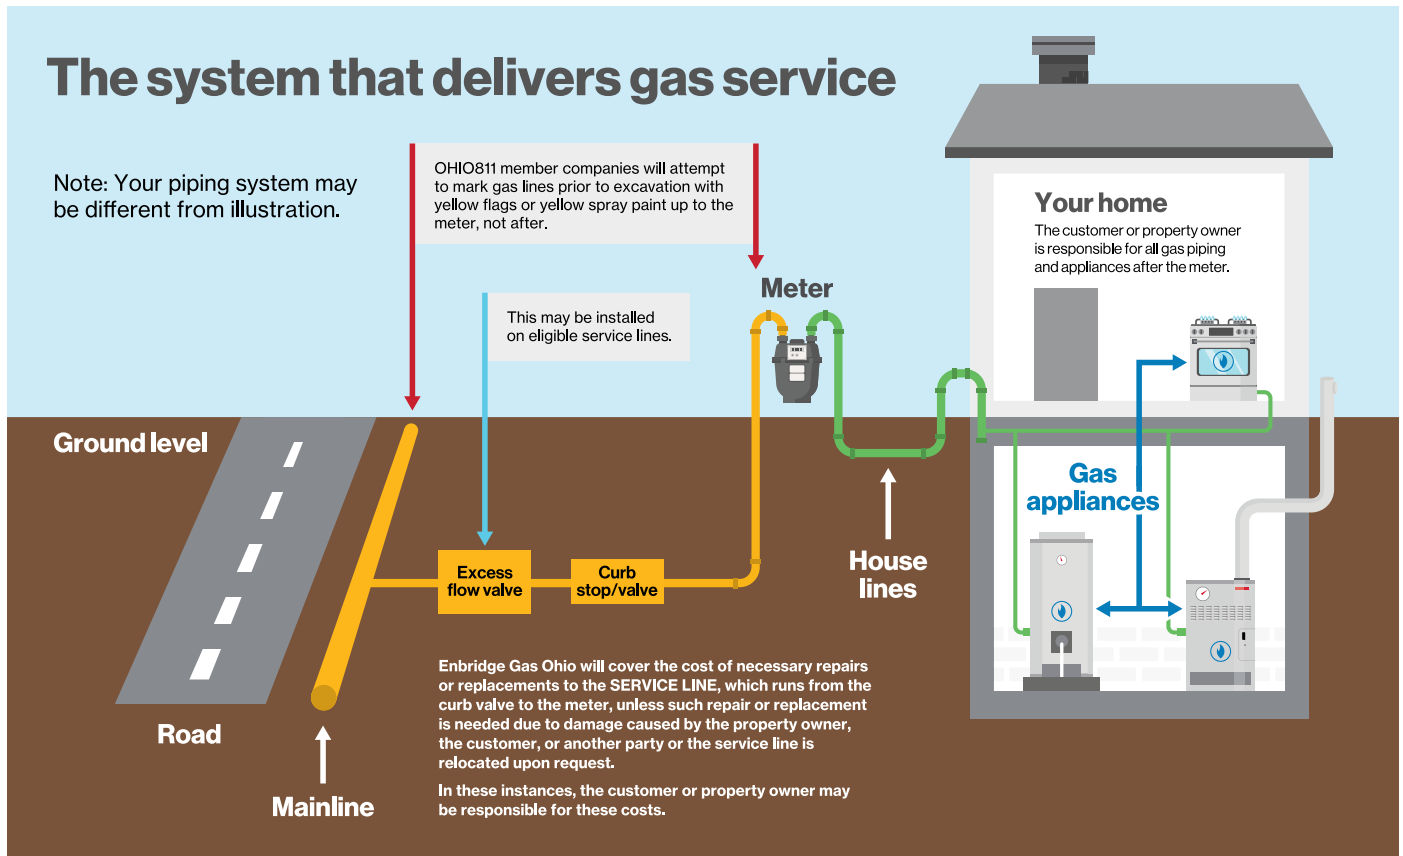 The system that delivers gas service
Note: Your piping system may
be different from illustration.
OHIO811 member companies will attempt
to mark gas lines prior to excavation with
yellow flags or yellow spray paint up to the
meter, not after.
This may be installed
on eligible service lines.
Meter
Your home
The customer or property owner
is responsible for all gas piping
and appliances after the meter.
Ground level
Gas
appliances
House
lines
Excess
flow valve
Curb
stop/valve
Road
Mainline
Enbridge Gas Ohio will cover the cost of necessary repairs
or replacements to the SERVICE LINE, which runs from the
curb valve to the meter, unless such repair or replacement
is needed due to damage caused by the property owner,
the customer, or another party or the service line is
relocated upon request.
In these instances, the customer or property owner may
be responsible for these costs.